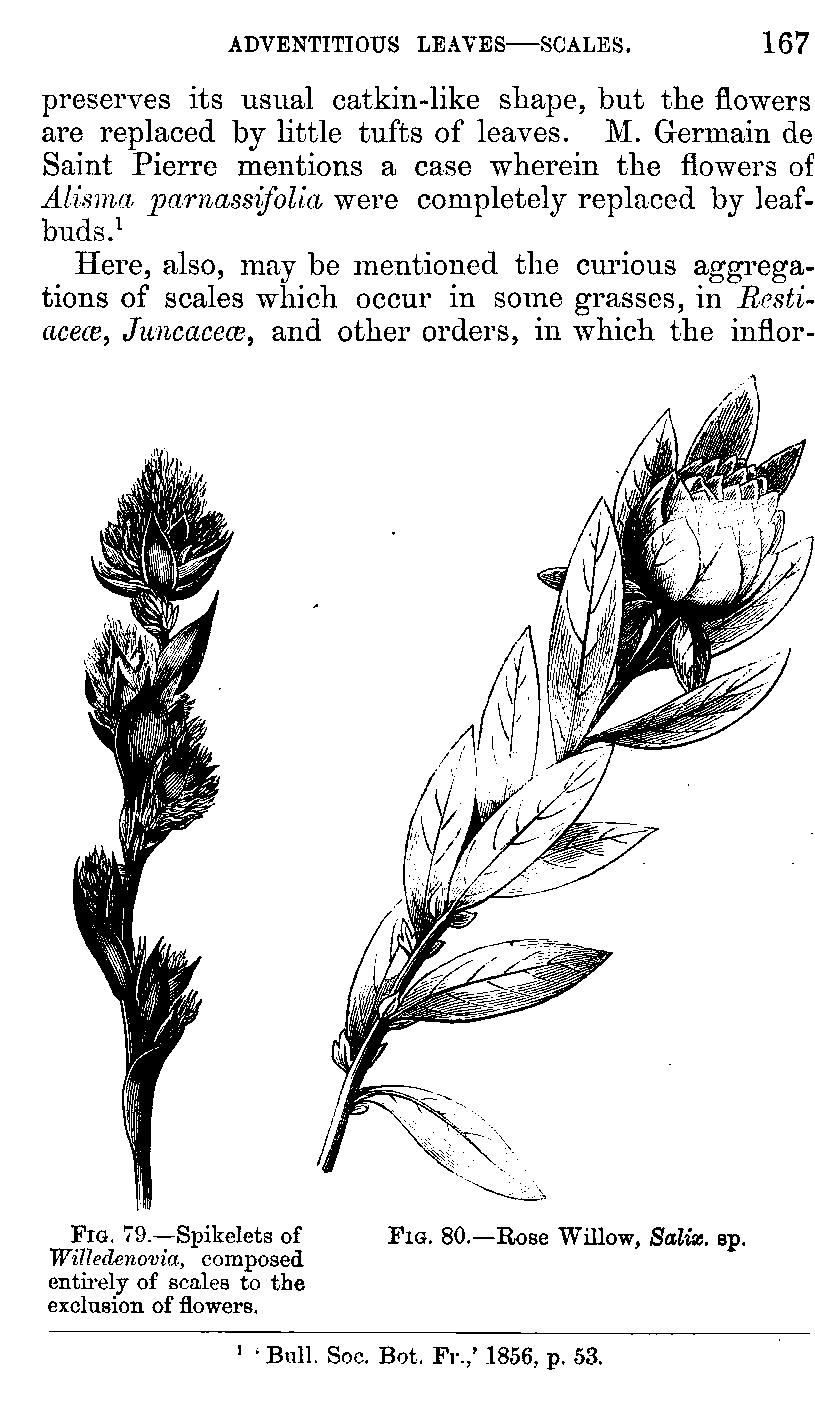 ADVENTITIOUS LEAVES—SCALES. 167
preserves its usual catkin-like shape, but the flowers
are replaced by little tufts of leaves. M. Germain de
Saint Pierre mentions a case wherein the flowers of
Alisma parnassifolia were completely replaced by leaf-
buds.¹
Here, also, may be mentioned the curious aggrega-
tions of scales which occur in some grasses, in Resti-
aceæ, Juncaceæ, and other orders, in which the inflor-
FIG. 79.—Spikelets of
Willedenovia, composed
entirely of scales to the
exclusion of flowers.
FIG. 80.—Rose Willow, Salix. sp.
¹ ‘Bull. Soc. Bot. Fr.,’ 1856, p. 53.